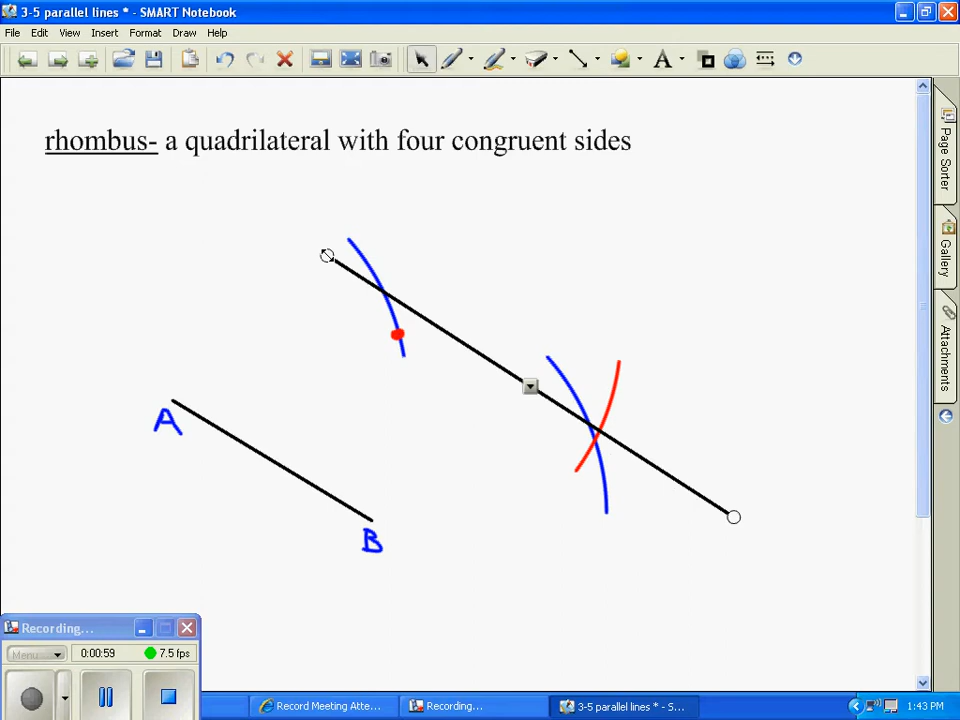 3-5 parallel lines * - SMART Notebook
File Edit View Insert Format Draw Help
rhombus- a quadrilateral with four congruent sides
A
B
Page Sorter
Gallery
Attachments
Recording...
Menu
0:00:59
7.5 fps
Record Meeting Atte...
Recording...
3-5 parallel lines * - S...
1:43 PM